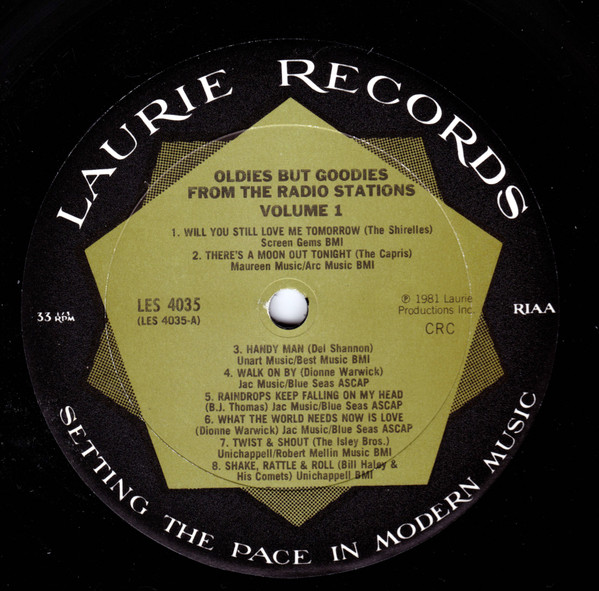 LAURIE RECORDS
OLDIES BUT GOODIES
FROM THE RADIO STATIONS
VOLUME 1
1. WILL YOU STILL LOVE ME TOMORROW (The Shirelles)
Screen Gems BMI
2. THERE'S A MOON OUT TONIGHT (The Capris)
Maureen Music/Arc Music BMI
LES 4035
(LES 4035-A)
℗ 1981 Laurie
Productions Inc.
CRC
33 1/3
RPM
RIAA
3. HANDY MAN (Del Shannon)
Unart Music/Best Music BMI
4. WALK ON BY (Dionne Warwick)
Jac Music/Blue Seas ASCAP
5. RAINDROPS KEEP FALLING ON MY HEAD
(B.J. Thomas) Jac Music/Blue Seas ASCAP
6. WHAT THE WORLD NEEDS NOW IS LOVE
(Dionne Warwick) Jac Music/Blue Seas ASCAP
7. TWIST & SHOUT (The Isley Bros.)
Unichappell/Robert Mellin Music BMI
8. SHAKE, RATTLE & ROLL (Bill Haley &
His Comets) Unichappell BMI
SETTING THE PACE IN MODERN MUSIC